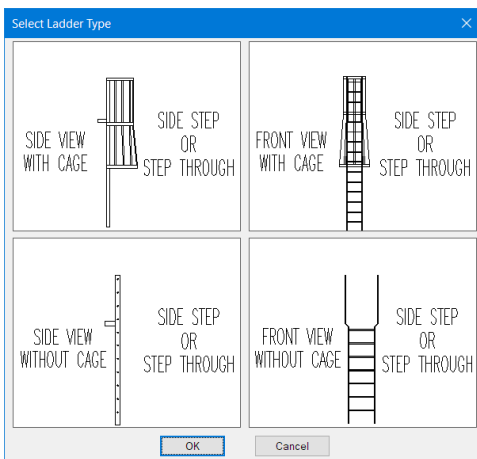 Select Ladder Type
SIDE VIEW
WITH CAGE
SIDE STEP
OR
STEP THROUGH
FRONT VIEW
WITH CAGE
SIDE STEP
OR
STEP THROUGH
SIDE VIEW
WITHOUT CAGE
SIDE STEP
OR
STEP THROUGH
FRONT VIEW
WITHOUT CAGE
SIDE STEP
OR
STEP THROUGH
OK
Cancel